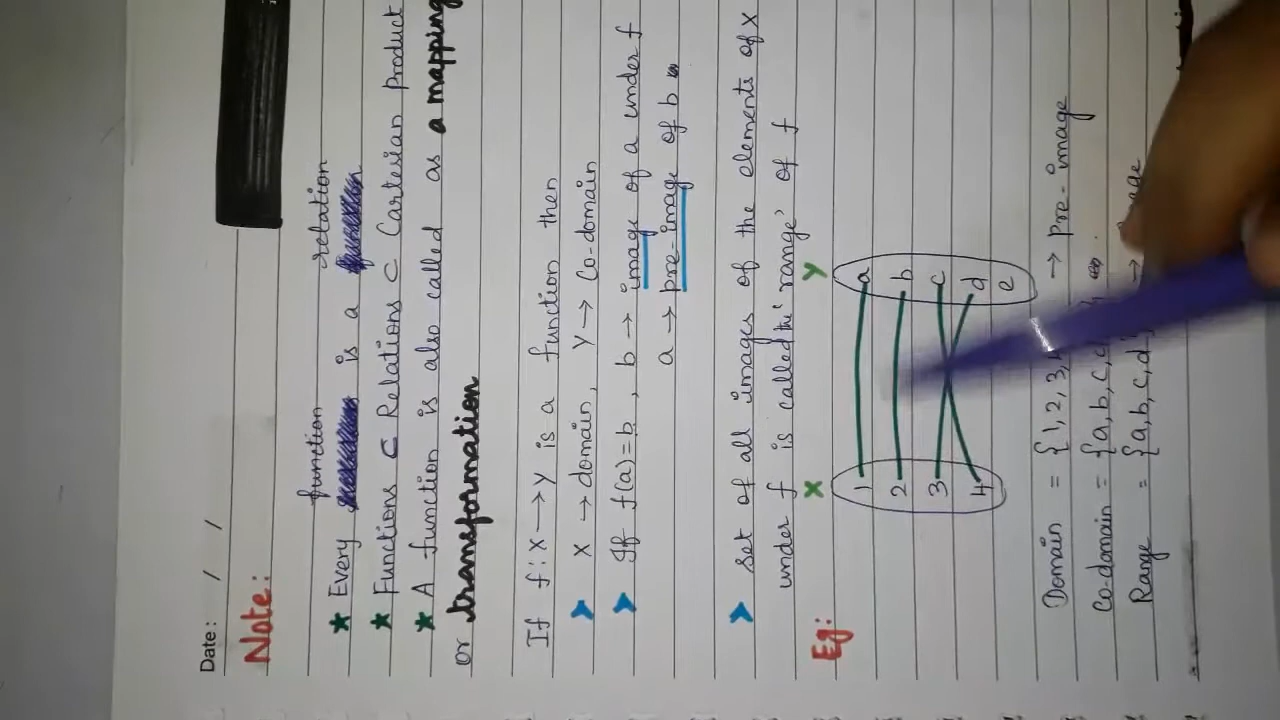 Date: / /
Note:
function relation
★ Every is a
★ Functions ⊂ Relations ⊂ Cartesian product
★ A function is also called as a mapping
or transformation
If f: X → Y is a function then
➤ X → domain, Y → Co-domain
➤ If f(a)=b, b → image of a under f
a → pre-image of b
➤ Set of all images of the elements of X
under f is called the 'range' of f
Eg:
X Y
1 a
2 b
3 c
4 d
e
Domain = {1,2,3, → pre-image
Co-domain = {a,b,c,
Range = {a,b,c,d →